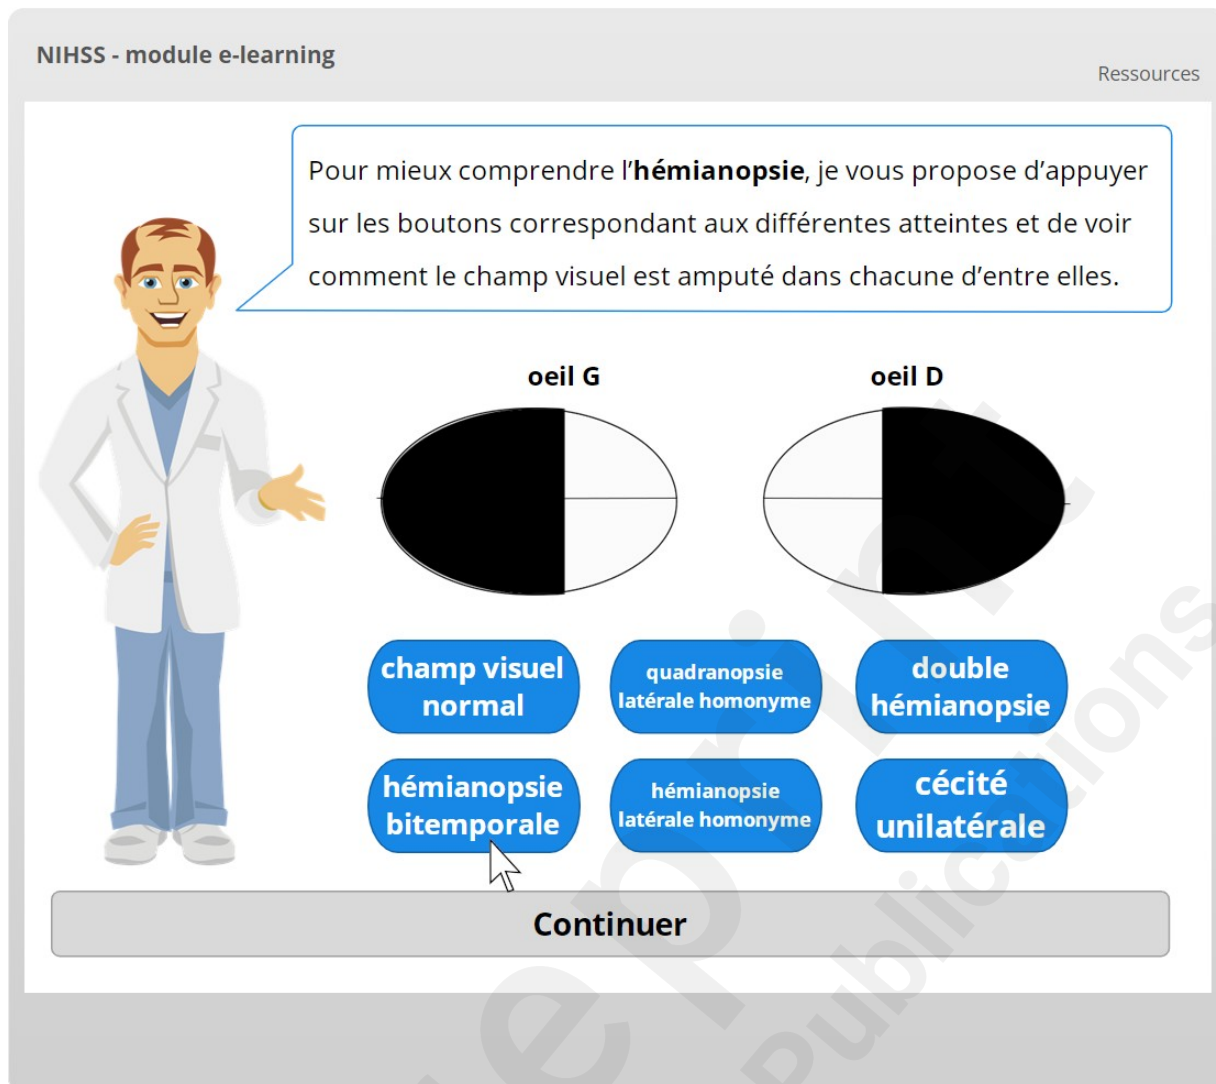 NIHSS - module e-learning
Ressources
Pour mieux comprendre l’hémianopsie, je vous propose d’appuyer
sur les boutons correspondant aux différentes atteintes et de voir
comment le champ visuel est amputé dans chacune d’entre elles.
oeil G
oeil D
champ visuel
normal
quadranopsie
latérale homonyme
double
hémianopsie
hémianopsie
bitemporale
hémianopsie
latérale homonyme
cécité
unilatérale
Continuer
eprint
Publications